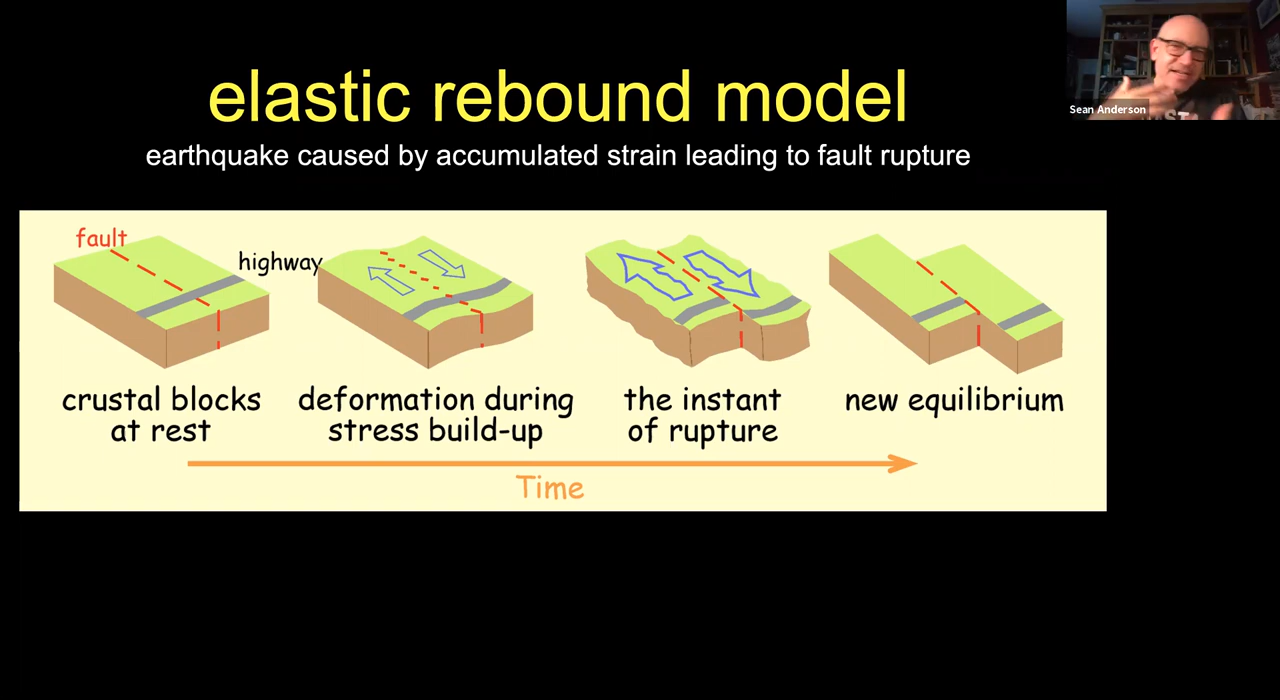 elastic rebound model
earthquake caused by accumulated strain leading to fault rupture
Sean Anderson
fault
highway
crustal blocks
at rest
deformation during
stress build-up
the instant
of rupture
new equilibrium
Time